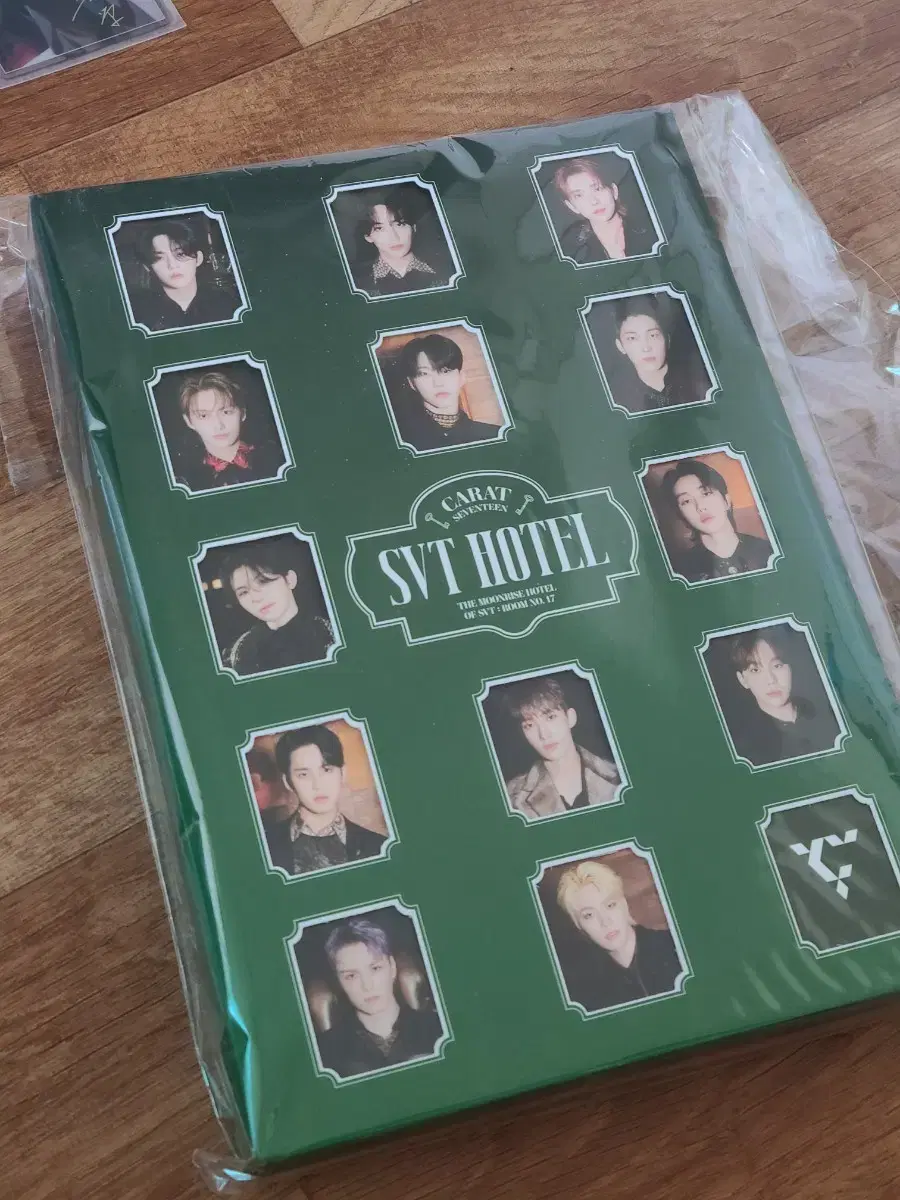 CARAT
SEVENTEEN
SVT HOTEL
THE MOONRISE HOTEL
OF SVT : ROOM NO. 17